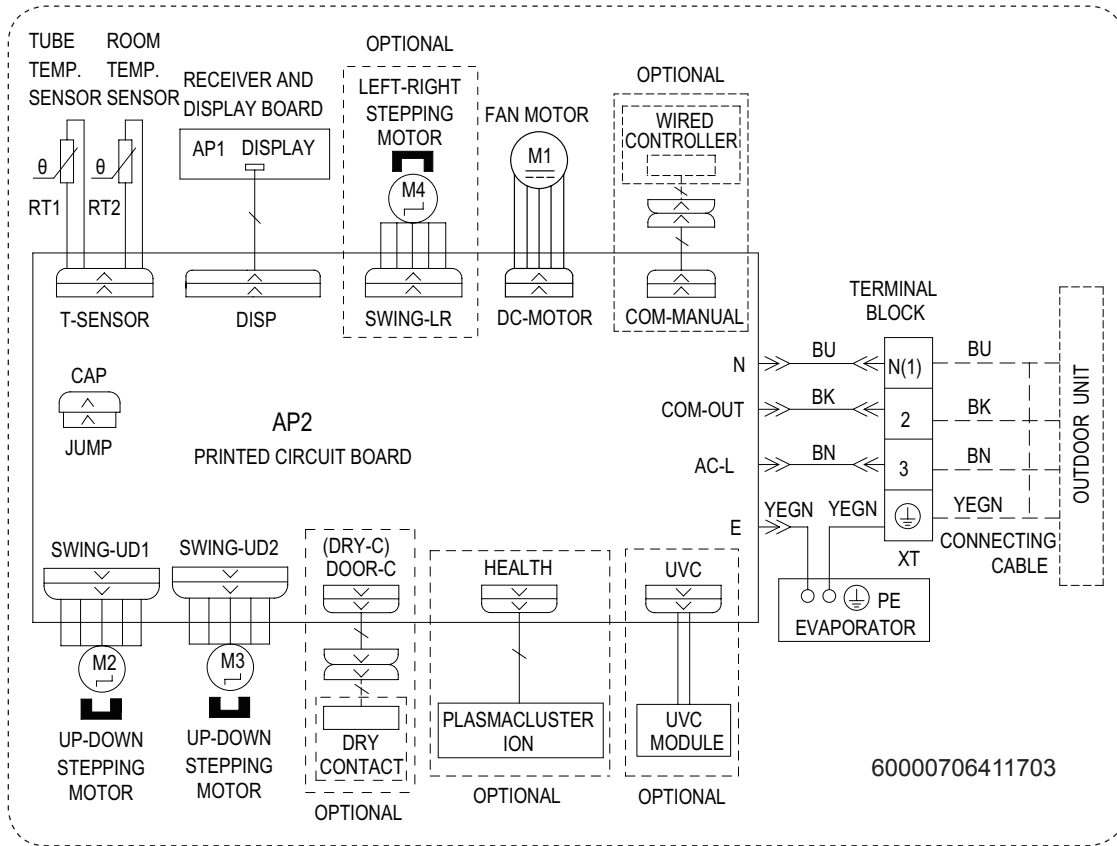 TUBE
TEMP.
SENSOR
ROOM
TEMP.
SENSOR
θ
RT1
θ
RT2
T-SENSOR
RECEIVER AND
DISPLAY BOARD
AP1 DISPLAY
DISP
OPTIONAL
LEFT-RIGHT
STEPPING
MOTOR
M4
SWING-LR
FAN MOTOR
M1
DC-MOTOR
OPTIONAL
WIRED
CONTROLLER
COM-MANUAL
CAP
JUMP
AP2
PRINTED CIRCUIT BOARD
TERMINAL
BLOCK
N BU N(1) BU
COM-OUT BK 2 BK
AC-L BN 3 BN
E YEGN YEGN YEGN
XT
CONNECTING
CABLE
OUTDOOR UNIT
PE
EVAPORATOR
SWING-UD1
M2
UP-DOWN
STEPPING
MOTOR
SWING-UD2
M3
UP-DOWN
STEPPING
MOTOR
(DRY-C)
DOOR-C
DRY
CONTACT
OPTIONAL
HEALTH
PLASMACLUSTER
ION
OPTIONAL
UVC
UVC
MODULE
OPTIONAL
60000706411703